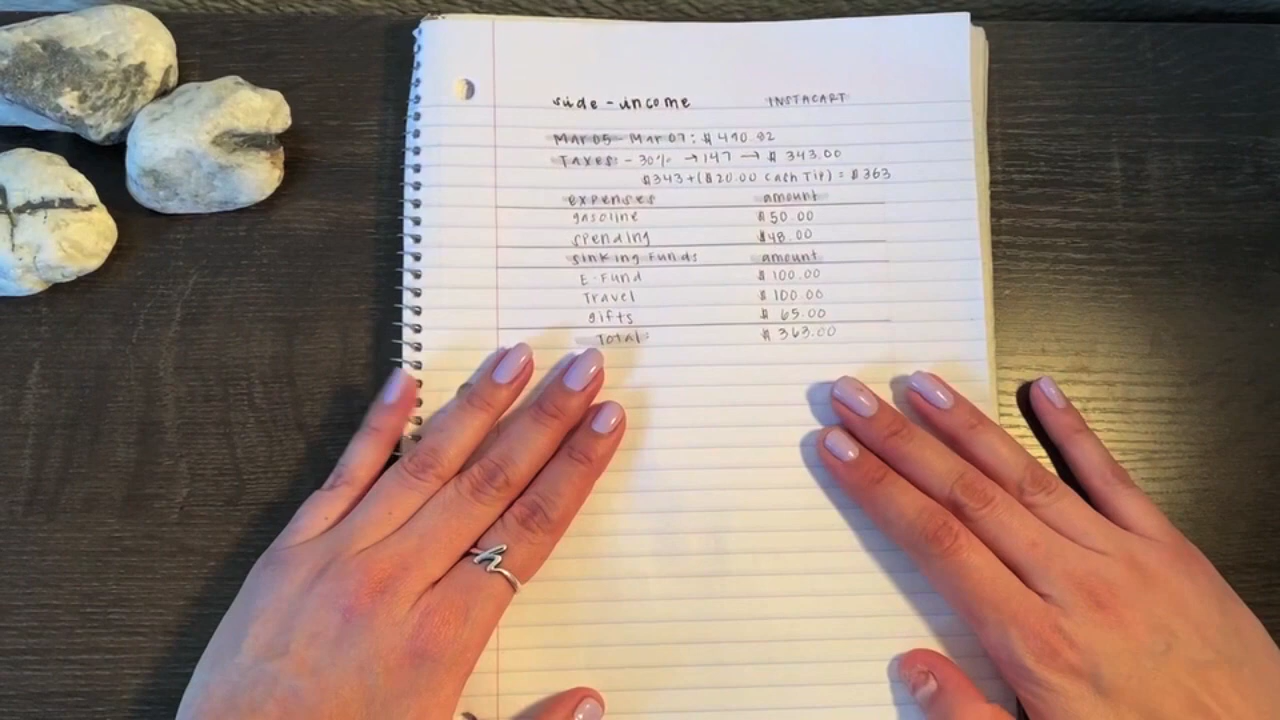 side-income INSTACART
Mar 05 - Mar 07: $490.82
TAXES: -30% → 147 → $ 343.00
$343+($20.00 Cash Tip) = $363
expenses amount
gasoline $50.00
spending $48.00
sinking Funds amount
E-Fund $100.00
Travel $100.00
gifts $ 65.00
Total: $363.00